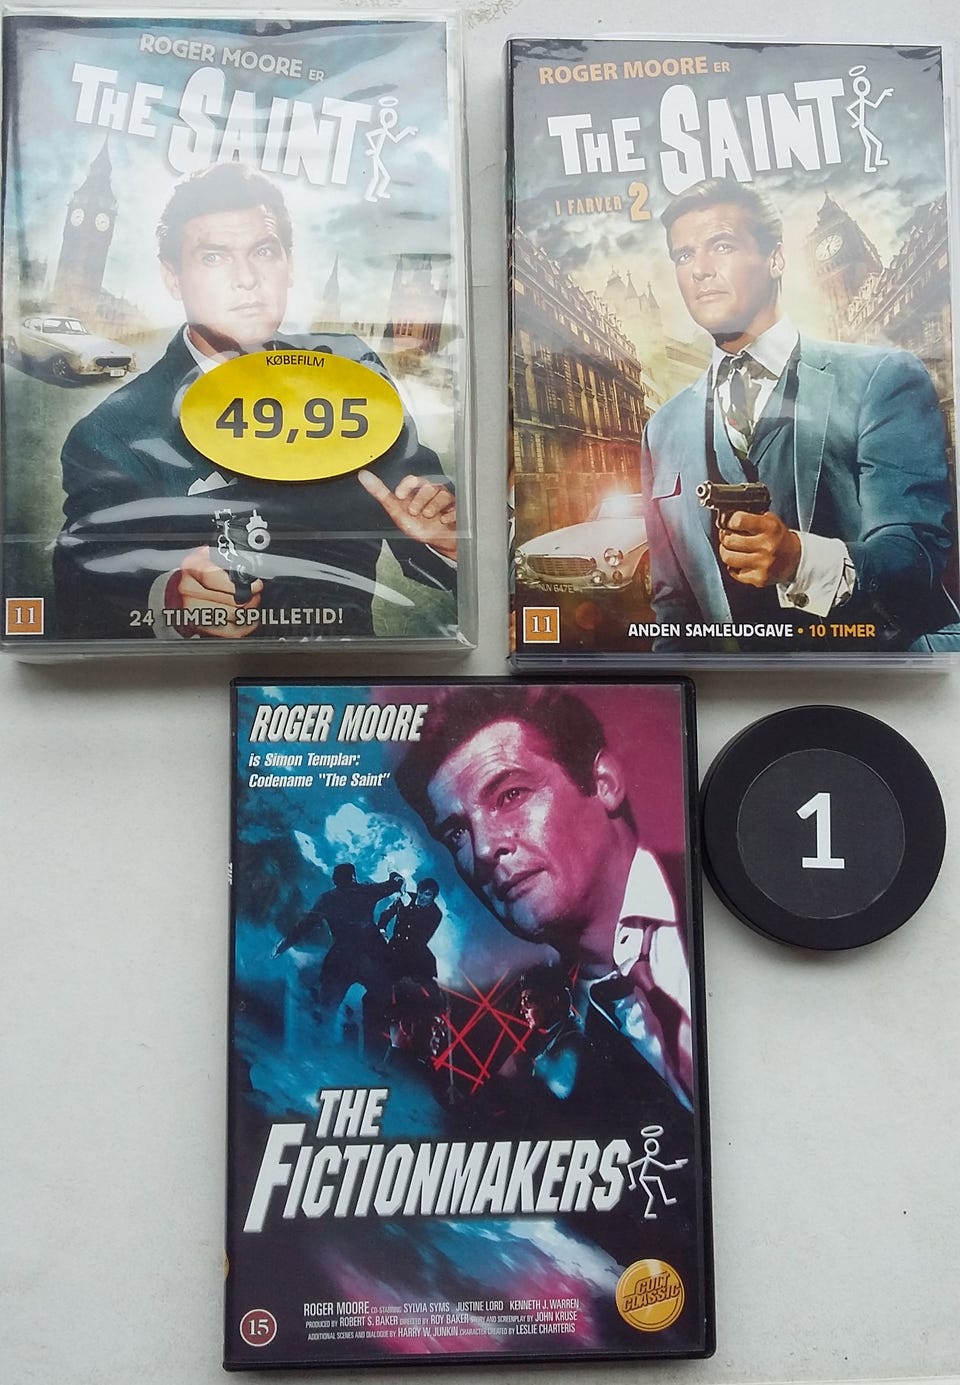 ROGER MOORE ER
THE SAINT
KØBEFILM
49,95
11
24 TIMER SPILLETID!
ROGER MOORE ER
THE SAINT
I FARVER 2
NUV 647E
11
ANDEN SAMLEUDGAVE • 10 TIMER
ROGER MOORE
is Simon Templar:
Codename "The Saint"
1
THE
FICTIONMAKERS
CULT
CLASSIC
15
ROGER MOORE CO-STARRING SYLVIA SYMS JUSTINE LORD KENNETH J. WARREN
PRODUCED BY ROBERT S. BAKER DIRECTED BY ROY BAKER STORY AND SCREENPLAY BY JOHN KRUSE
ADDITIONAL SCENES AND DIALOGUE BY HARRY W. JUNKIN CHARACTER CREATED BY LESLIE CHARTERIS